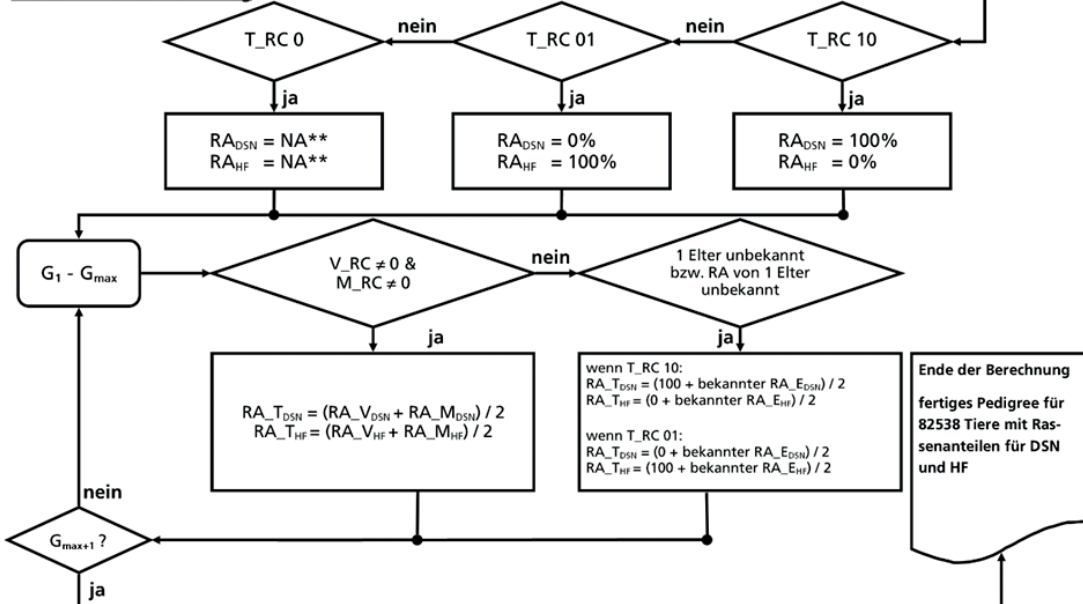 T_RC 0
nein
T_RC 01
nein
T_RC 10
ja
ja
ja
RA_DSN = NA**
RA_HF = NA**
RA_DSN = 0%
RA_HF = 100%
RA_DSN = 100%
RA_HF = 0%
G₁ - G_max
V_RC ≠ 0 &
M_RC ≠ 0
nein
1 Elter unbekannt
bzw. RA von 1 Elter
unbekannt
ja
ja
RA_T_DSN = (RA_V_DSN + RA_M_DSN) / 2
RA_T_HF = (RA_V_HF + RA_M_HF) / 2
wenn T_RC 10:
RA_T_DSN = (100 + bekannter RA_E_DSN) / 2
RA_T_HF = (0 + bekannter RA_E_HF) / 2
wenn T_RC 01:
RA_T_DSN = (0 + bekannter RA_E_DSN) / 2
RA_T_HF = (100 + bekannter RA_E_HF) / 2
Ende der Berechnung
fertiges Pedigree für
82538 Tiere mit Ras-
senanteilen für DSN
und HF
nein
G_max+1 ?
ja